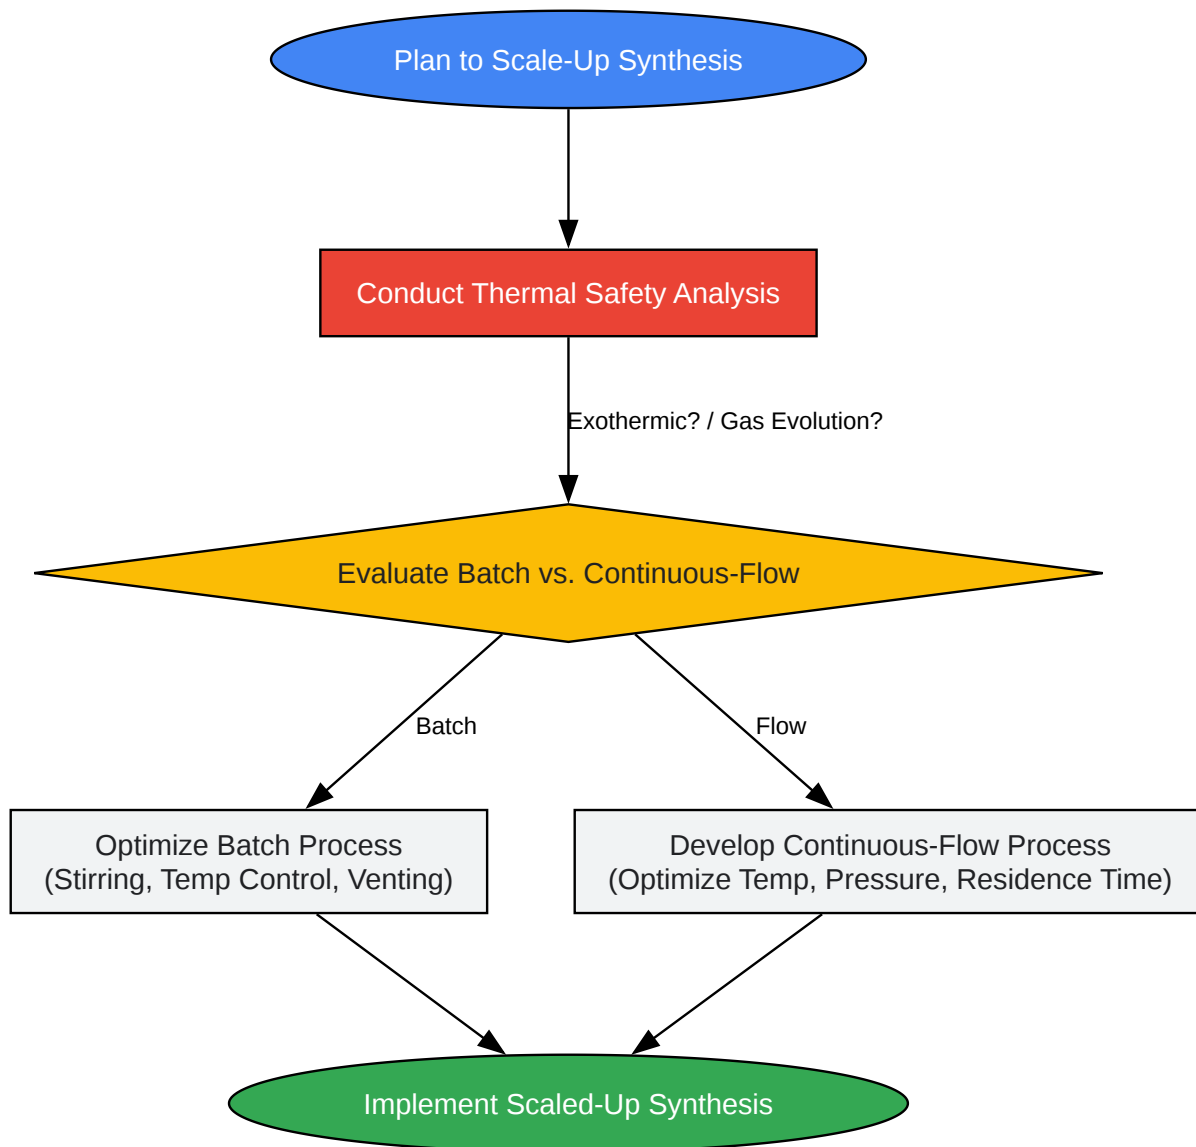 Plan to Scale-Up Synthesis
Conduct Thermal Safety Analysis
Exothermic? / Gas Evolution?
Evaluate Batch vs. Continuous-Flow
Batch
Flow
Optimize Batch Process
(Stirring, Temp Control, Venting)
Develop Continuous-Flow Process
(Optimize Temp, Pressure, Residence Time)
Implement Scaled-Up Synthesis